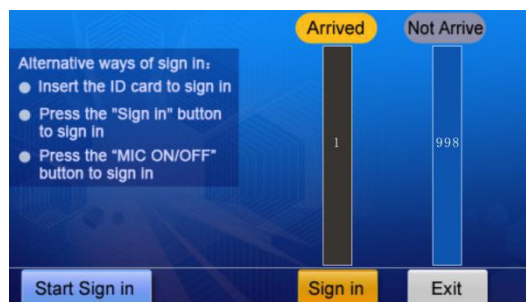 Arrived
Not Arrive
Alternative ways of sign in:
Insert the ID card to sign in
Press the "Sign in" button
to sign in
Press the "MIC ON/OFF"
button to sign in
1
998
Start Sign in
Sign in
Exit